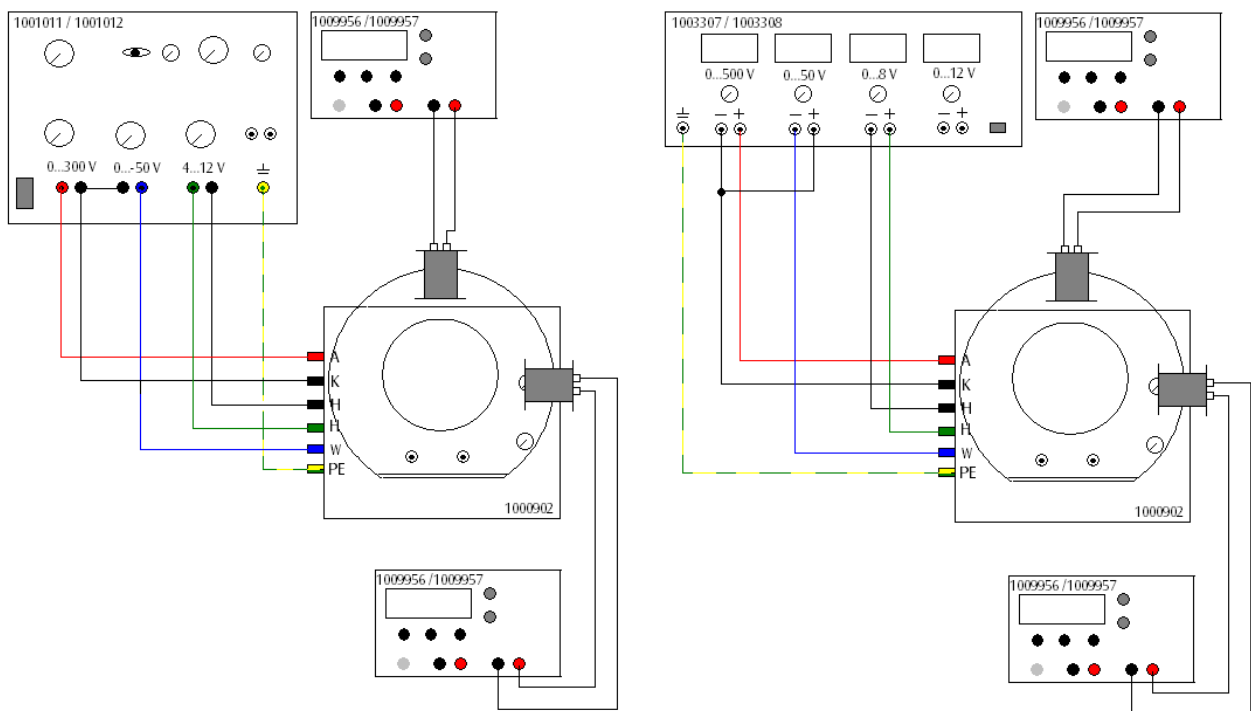 1001011 / 1001012
0...300 V 0...-50 V 4...12 V
1009956 /1009957
A
K
H
H
W
PE
1000902
1009956 /1009957
1003307 / 1003308
0...500 V 0...50 V 0...8 V 0...12 V
− + − + − + − +
1009956 /1009957
A
K
H
H
W
PE
1000902
1009956 /1009957